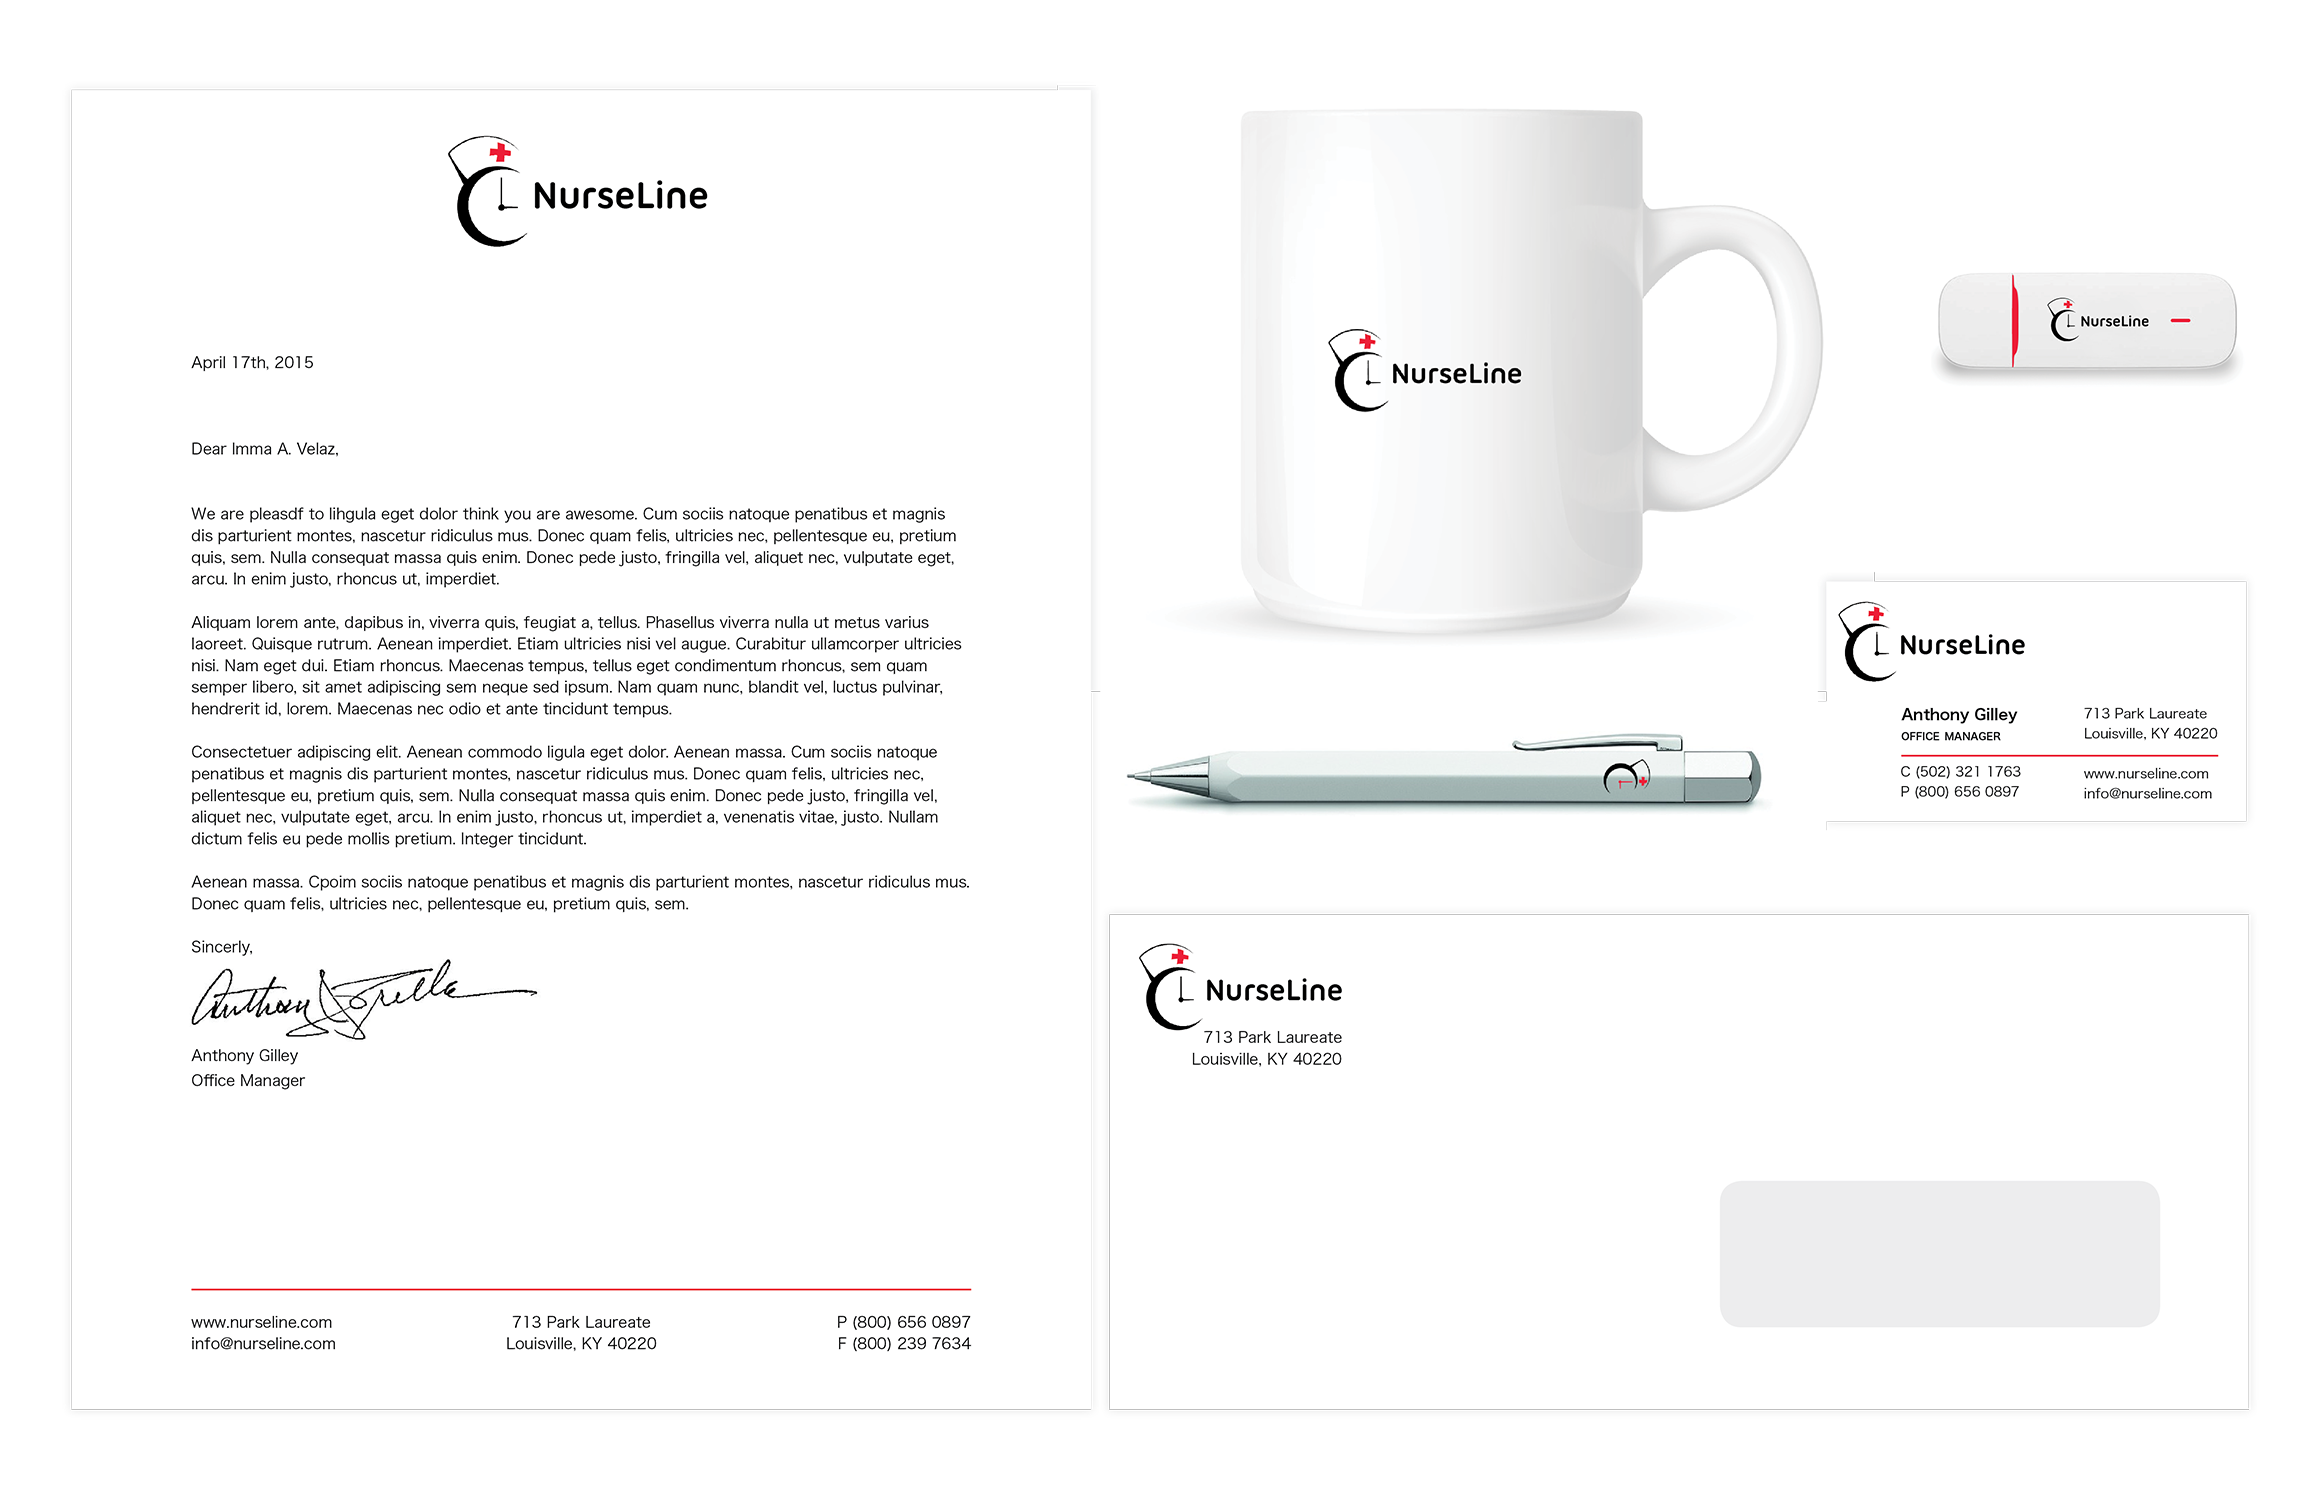 NurseLine
April 17th, 2015
Dear Imma A. Velaz,
We are pleasdf to lihgula eget dolor think you are awesome. Cum sociis natoque penatibus et magnis
dis parturient montes, nascetur ridiculus mus. Donec quam felis, ultricies nec, pellentesque eu, pretium
quis, sem. Nulla consequat massa quis enim. Donec pede justo, fringilla vel, aliquet nec, vulputate eget,
arcu. In enim justo, rhoncus ut, imperdiet.
Aliquam lorem ante, dapibus in, viverra quis, feugiat a, tellus. Phasellus viverra nulla ut metus varius
laoreet. Quisque rutrum. Aenean imperdiet. Etiam ultricies nisi vel augue. Curabitur ullamcorper ultricies
nisi. Nam eget dui. Etiam rhoncus. Maecenas tempus, tellus eget condimentum rhoncus, sem quam
semper libero, sit amet adipiscing sem neque sed ipsum. Nam quam nunc, blandit vel, luctus pulvinar,
hendrerit id, lorem. Maecenas nec odio et ante tincidunt tempus.
Consectetuer adipiscing elit. Aenean commodo ligula eget dolor. Aenean massa. Cum sociis natoque
penatibus et magnis dis parturient montes, nascetur ridiculus mus. Donec quam felis, ultricies nec,
pellentesque eu, pretium quis, sem. Nulla consequat massa quis enim. Donec pede justo, fringilla vel,
aliquet nec, vulputate eget, arcu. In enim justo, rhoncus ut, imperdiet a, venenatis vitae, justo. Nullam
dictum felis eu pede mollis pretium. Integer tincidunt.
Aenean massa. Cpoim sociis natoque penatibus et magnis dis parturient montes, nascetur ridiculus mus.
Donec quam felis, ultricies nec, pellentesque eu, pretium quis, sem.
Sincerly,
Anthony
Anthony Gilley
Office Manager
www.nurseline.com
info@nurseline.com
713 Park Laureate
Louisville, KY 40220
P (800) 656 0897
F (800) 239 7634
NurseLine
NurseLine
NurseLine
Anthony Gilley
OFFICE MANAGER
713 Park Laureate
Louisville, KY 40220
C (502) 321 1763
P (800) 656 0897
www.nurseline.com
info@nurseline.com
NurseLine
713 Park Laureate
Louisville, KY 40220